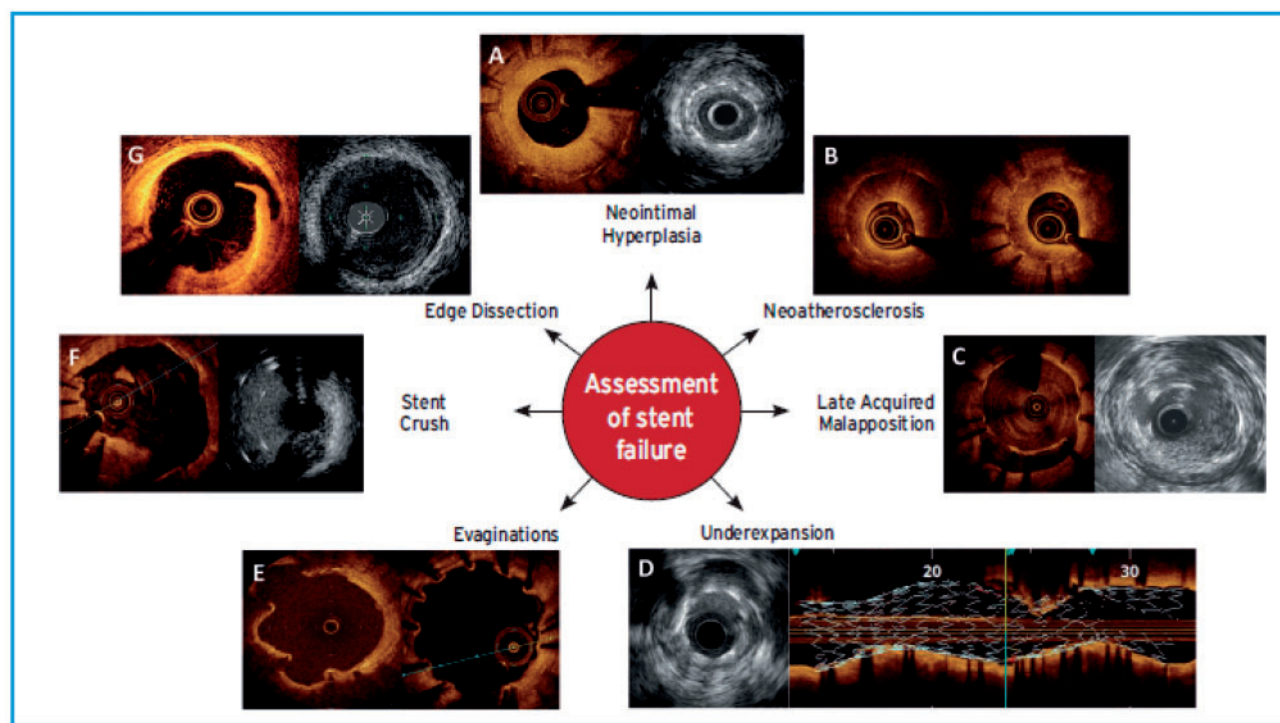 A
Neointimal
Hyperplasia
B
Neoatherosclerosis
C
Late Acquired
Malapposition
D
20
30
Underexpansion
E
Evaginations
F
Stent
Crush
G
Edge Dissection
Assessment
of stent
failure